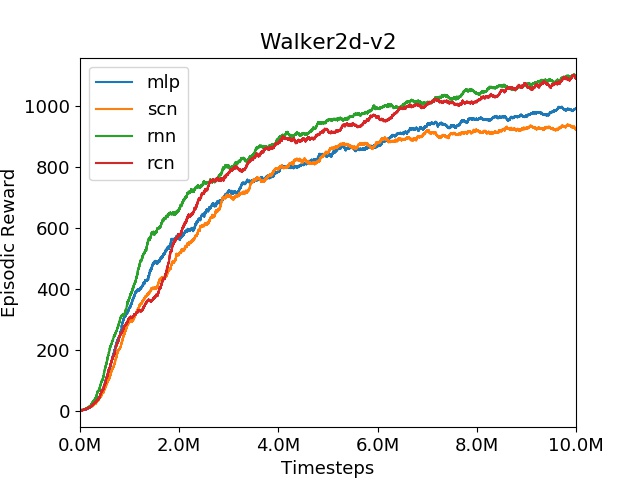 Walker2d-v2
mlp
scn
rnn
rcn
Episodic Reward
1000
800
600
400
200
0
0.0M 2.0M 4.0M 6.0M 8.0M 10.0M
Timesteps